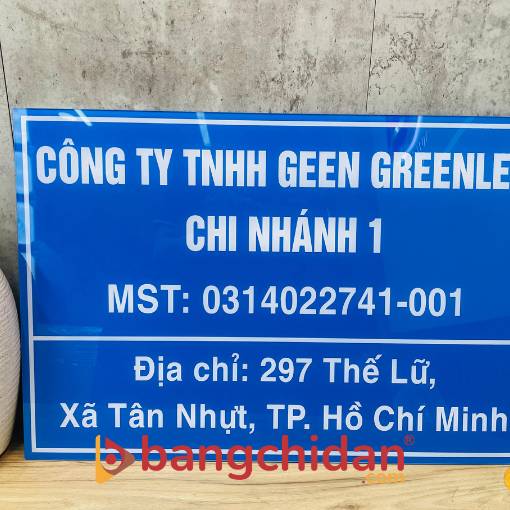 CÔNG TY TNHH GEEN GREENLE
CHI NHÁNH 1
MST: 0314022741-001
Địa chỉ: 297 Thế Lữ,
Xã Tân Nhựt, TP. Hồ Chí Minh
bangchidan®
.com